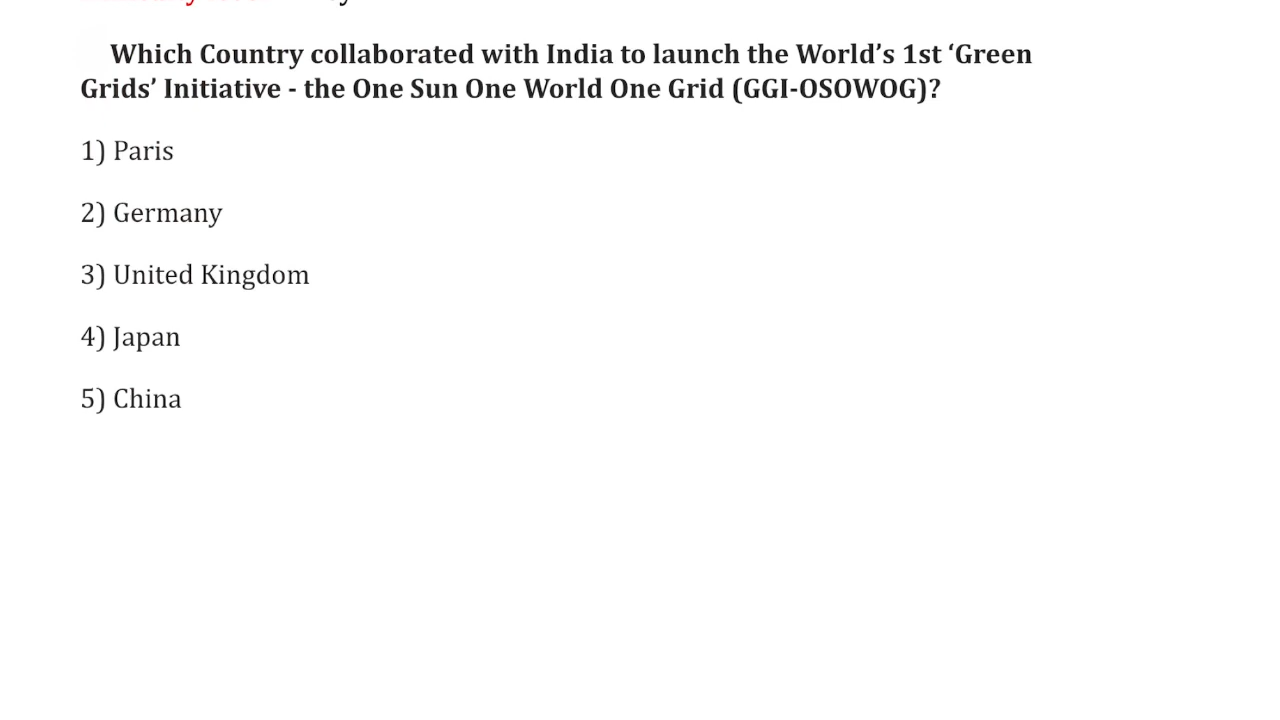 Which Country collaborated with India to launch the World’s 1st ‘Green
Grids’ Initiative - the One Sun One World One Grid (GGI-OSOWOG)?
1) Paris
2) Germany
3) United Kingdom
4) Japan
5) China